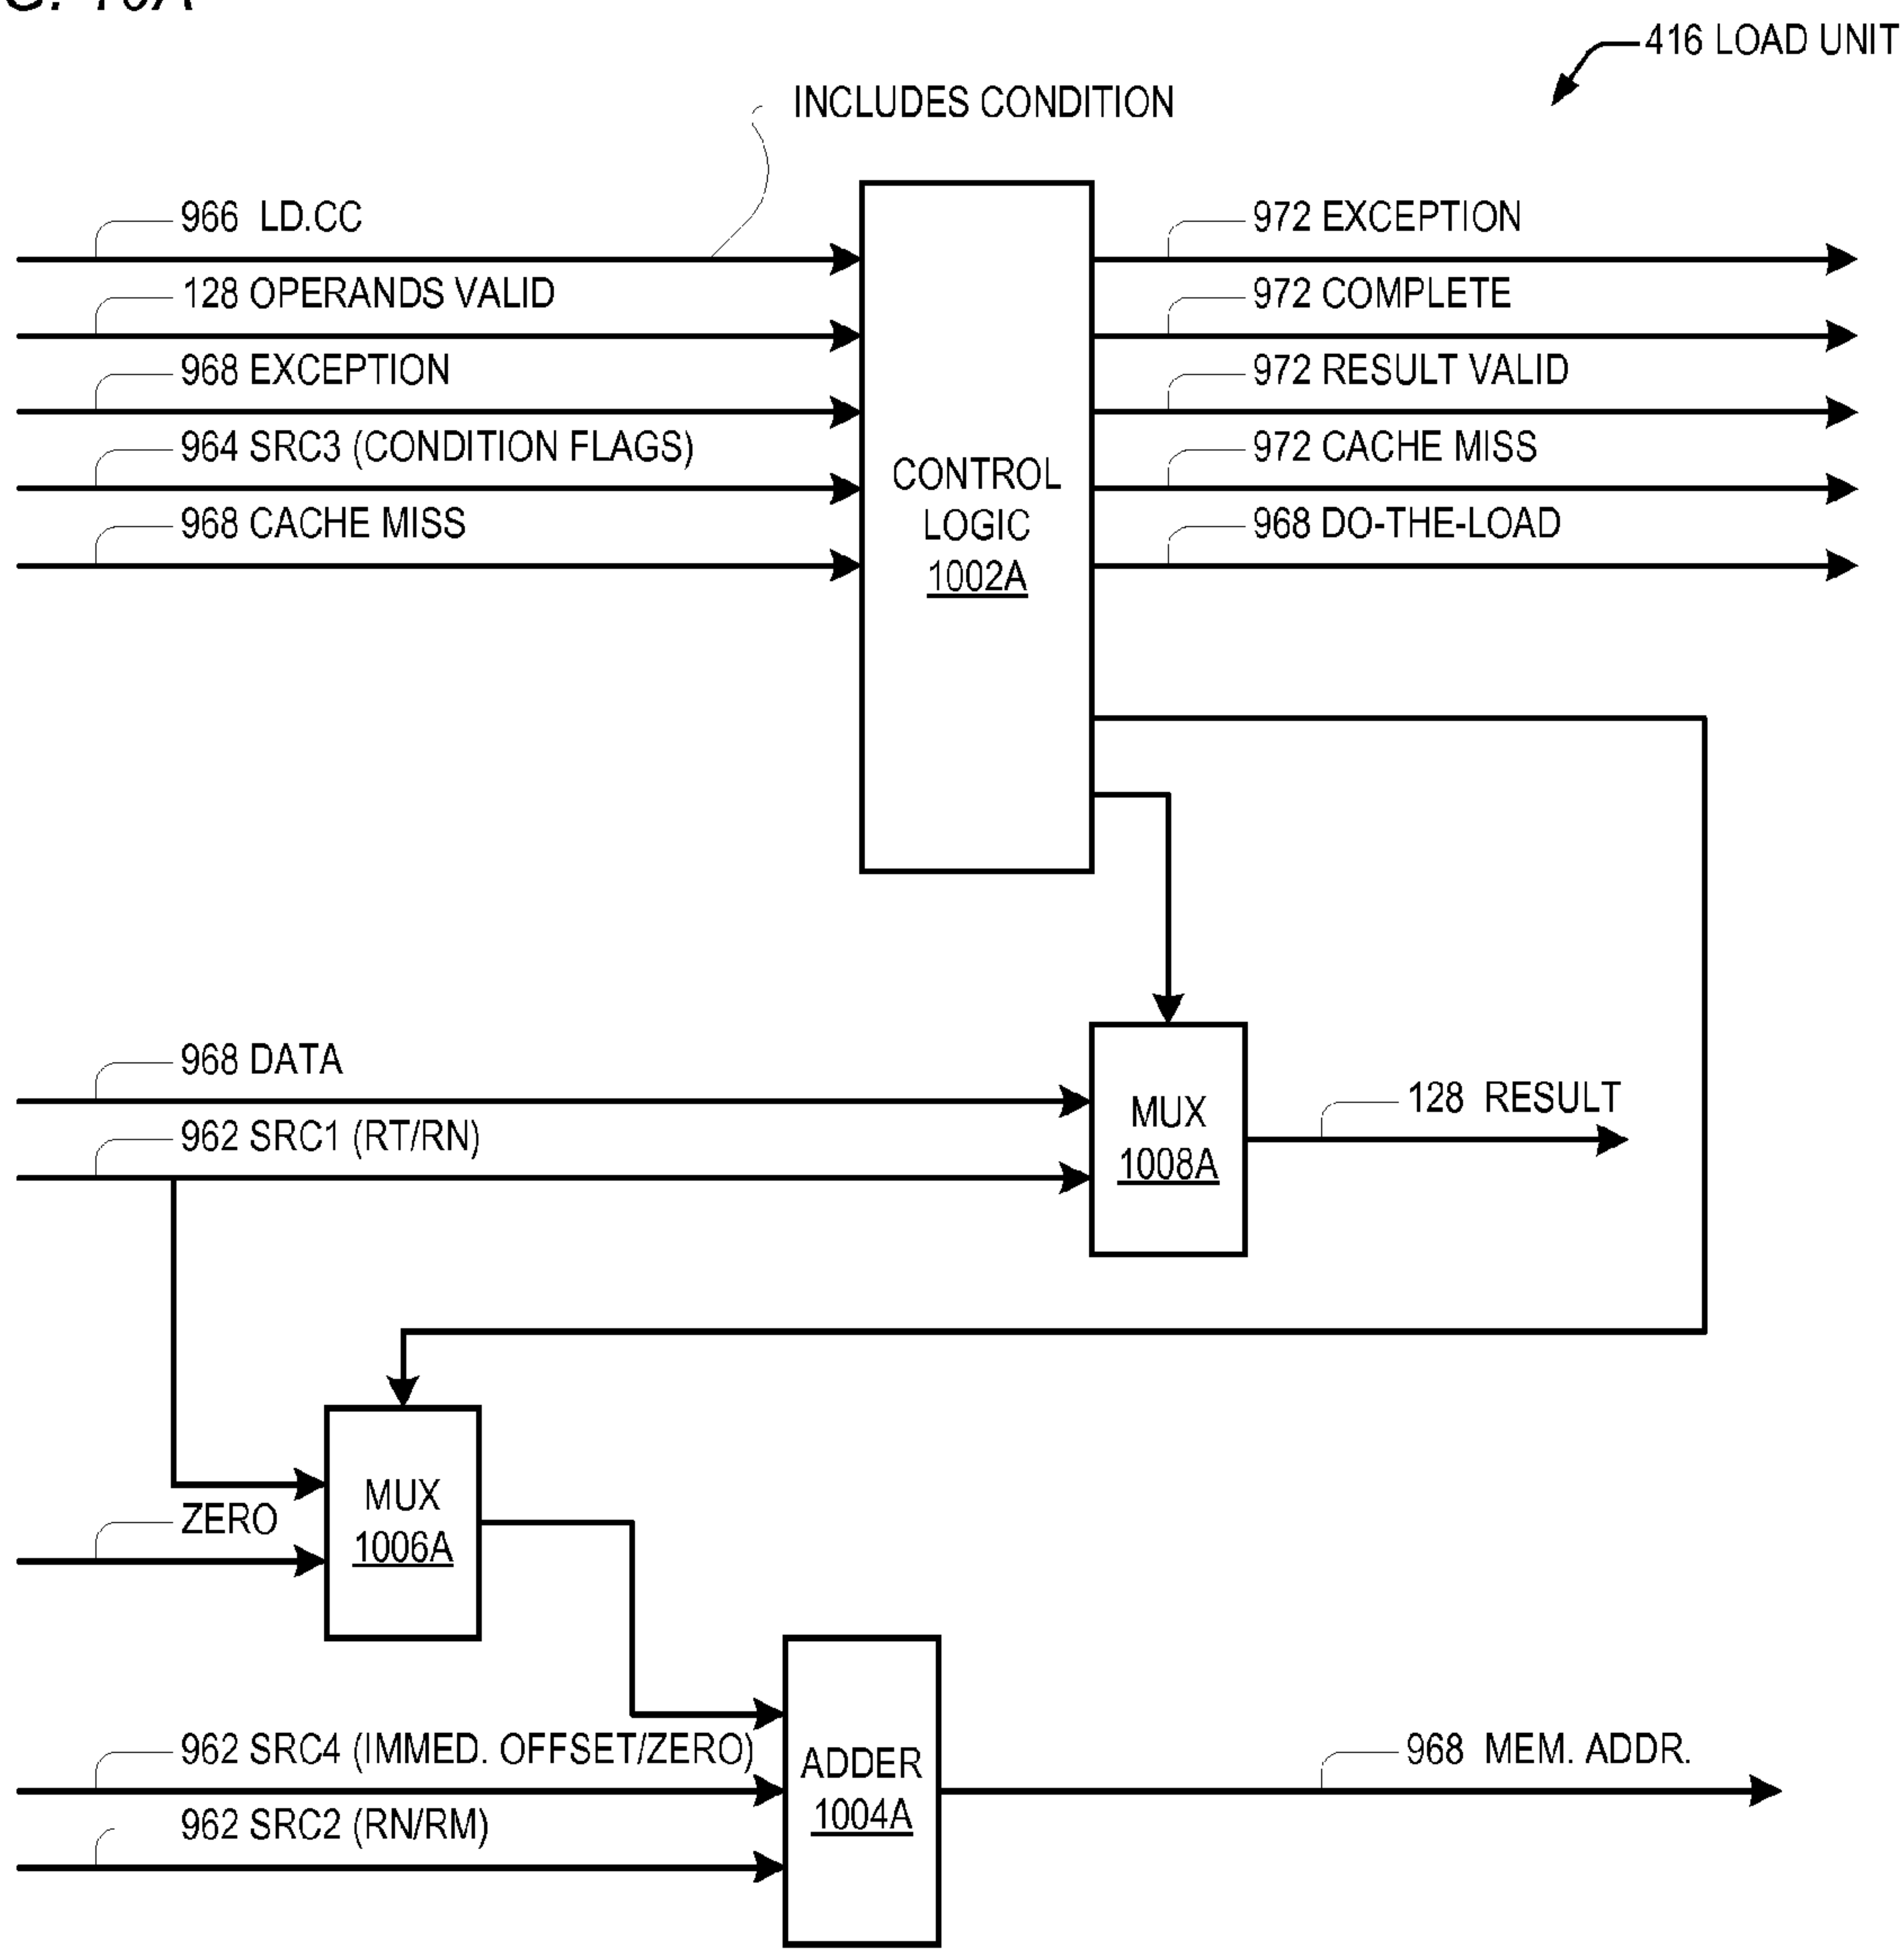 416 LOAD UNIT
INCLUDES CONDITION
966 LD.CC
128 OPERANDS VALID
968 EXCEPTION
964 SRC3 (CONDITION FLAGS)
968 CACHE MISS
CONTROL
LOGIC
1002A
972 EXCEPTION
972 COMPLETE
972 RESULT VALID
972 CACHE MISS
968 DO-THE-LOAD
968 DATA
962 SRC1 (RT/RN)
MUX
1008A
128 RESULT
ZERO
MUX
1006A
962 SRC4 (IMMED. OFFSET/ZERO)
962 SRC2 (RN/RM)
ADDER
1004A
968 MEM. ADDR.